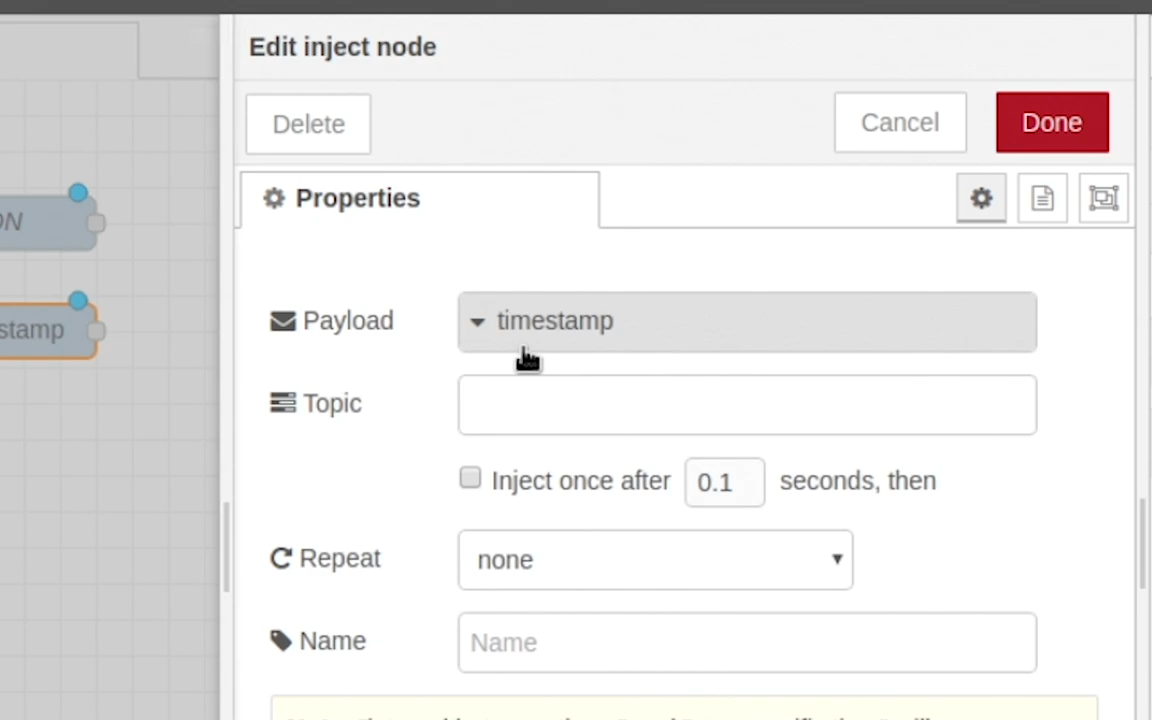 Edit inject node
Delete
Cancel
Done
Properties
ON
stamp
Payload
timestamp
Topic
Inject once after 0.1 seconds, then
Repeat
none
Name
Name